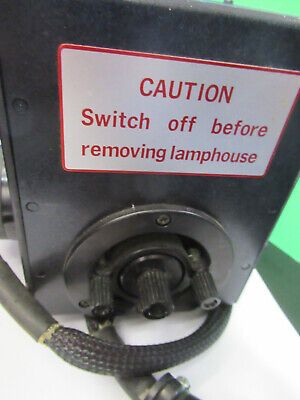 CAUTION
Switch off before
removing lamphouse